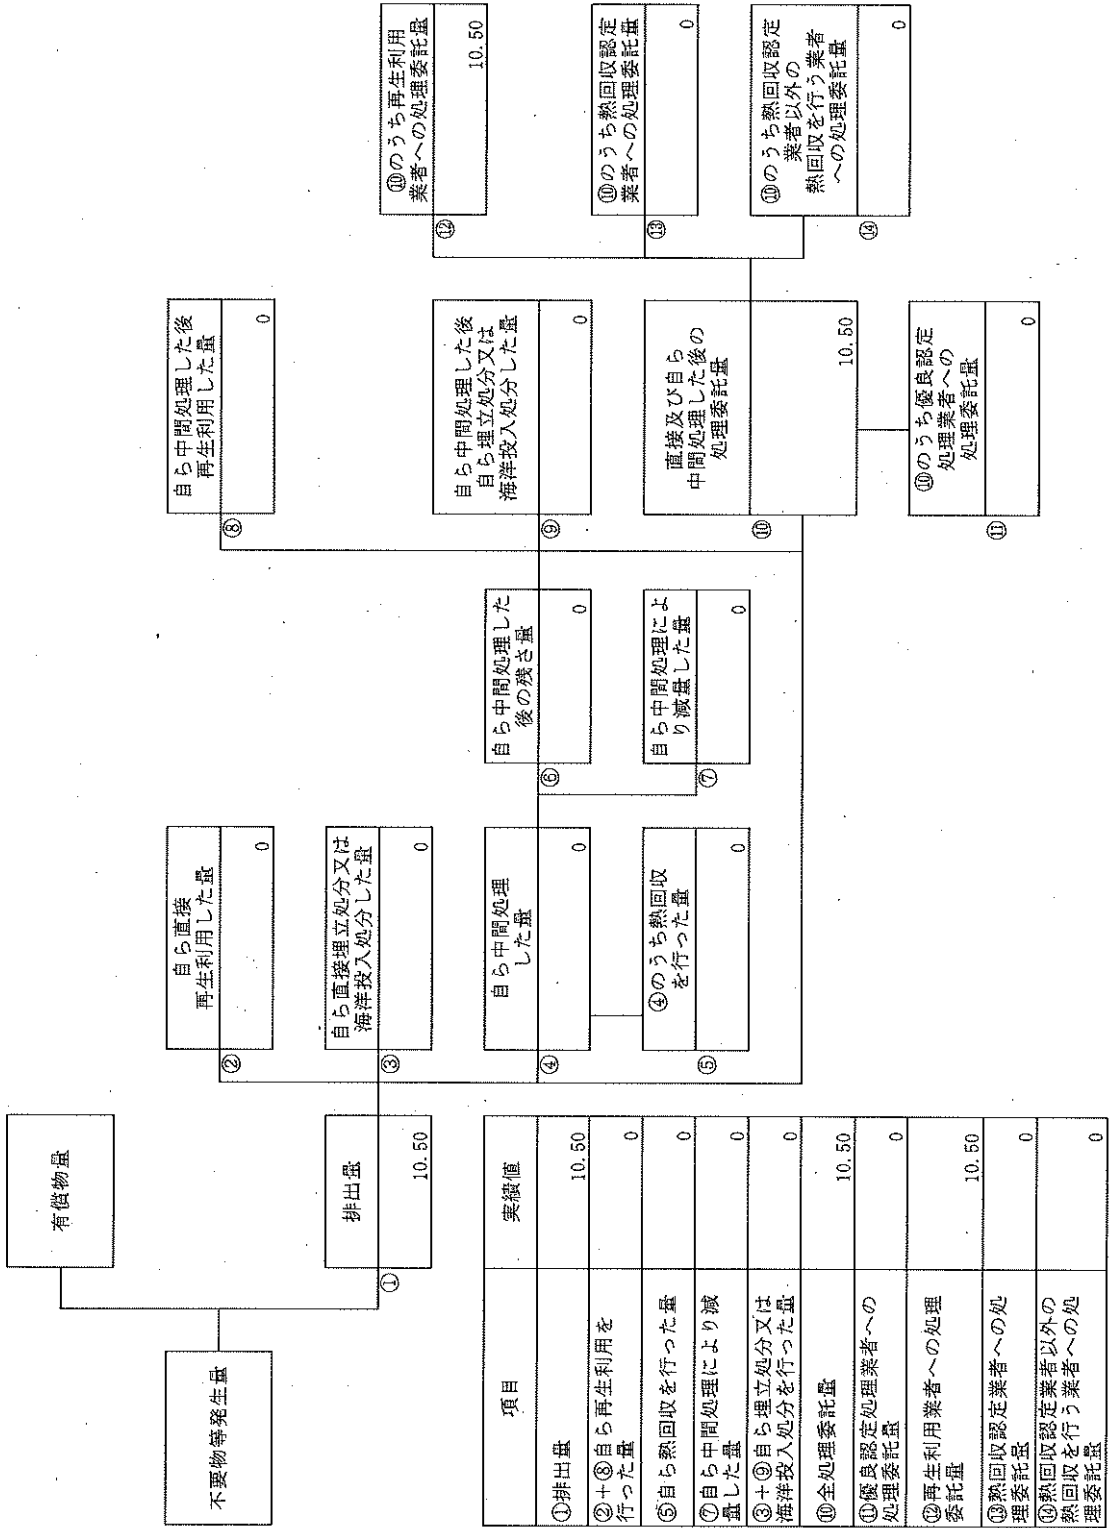 不要物等発生量
有償物量
①
排出量
10.50
②
自ら直接
再生利用した量
0
③
自ら直接埋立処分又は
海洋投入処分した量
0
④
自ら中間処理
した量
0
⑤
④のうち熱回収
を行った量
0
⑥
自ら中間処理した
後の残さ量
0
⑦
自ら中間処理によ
り減量した量
0
⑧
自ら中間処理した後
再生利用した量
0
⑨
自ら中間処理した後
自ら埋立処分又は
海洋投入処分した量
0
⑩
直接及び自ら
中間処理した後の
処理委託量
10.50
⑪
⑩のうち優良認定
処理業者への
処理委託量
0
⑫
⑩のうち再生利用
業者への処理委託量
10.50
⑬
⑩のうち熱回収認定
業者への処理委託量
0
⑭
⑩のうち熱回収認定
業者以外の
熱回収を行う業者
への処理委託量
0
項目 実績値
①排出量 10.50
②+⑧自ら再生利用を
行った量 0
⑤自ら熱回収を行った量 0
⑦自ら中間処理により減
量した量 0
③+⑨自ら埋立処分又は
海洋投入処分を行った量 0
⑩全処理委託量 10.50
⑪優良認定処理業者への
処理委託量 0
⑫再生利用業者への処理
委託量 10.50
⑬熱回収認定業者への処
理委託量 0
⑭熱回収認定業者以外の
熱回収を行う業者への処
理委託量 0